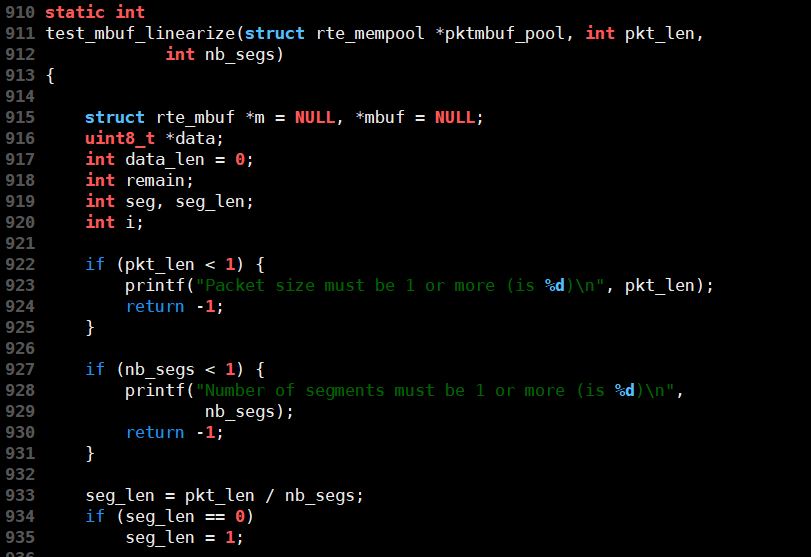 910 static int
911 test_mbuf_linearize(struct rte_mempool *pktmbuf_pool, int pkt_len,
912             int nb_segs)
913 {
914
915     struct rte_mbuf *m = NULL, *mbuf = NULL;
916     uint8_t *data;
917     int data_len = 0;
918     int remain;
919     int seg, seg_len;
920     int i;
921
922     if (pkt_len < 1) {
923         printf("Packet size must be 1 or more (is %d)\n", pkt_len);
924         return -1;
925     }
926
927     if (nb_segs < 1) {
928         printf("Number of segments must be 1 or more (is %d)\n",
929                 nb_segs);
930         return -1;
931     }
932
933     seg_len = pkt_len / nb_segs;
934     if (seg_len == 0)
935         seg_len = 1;